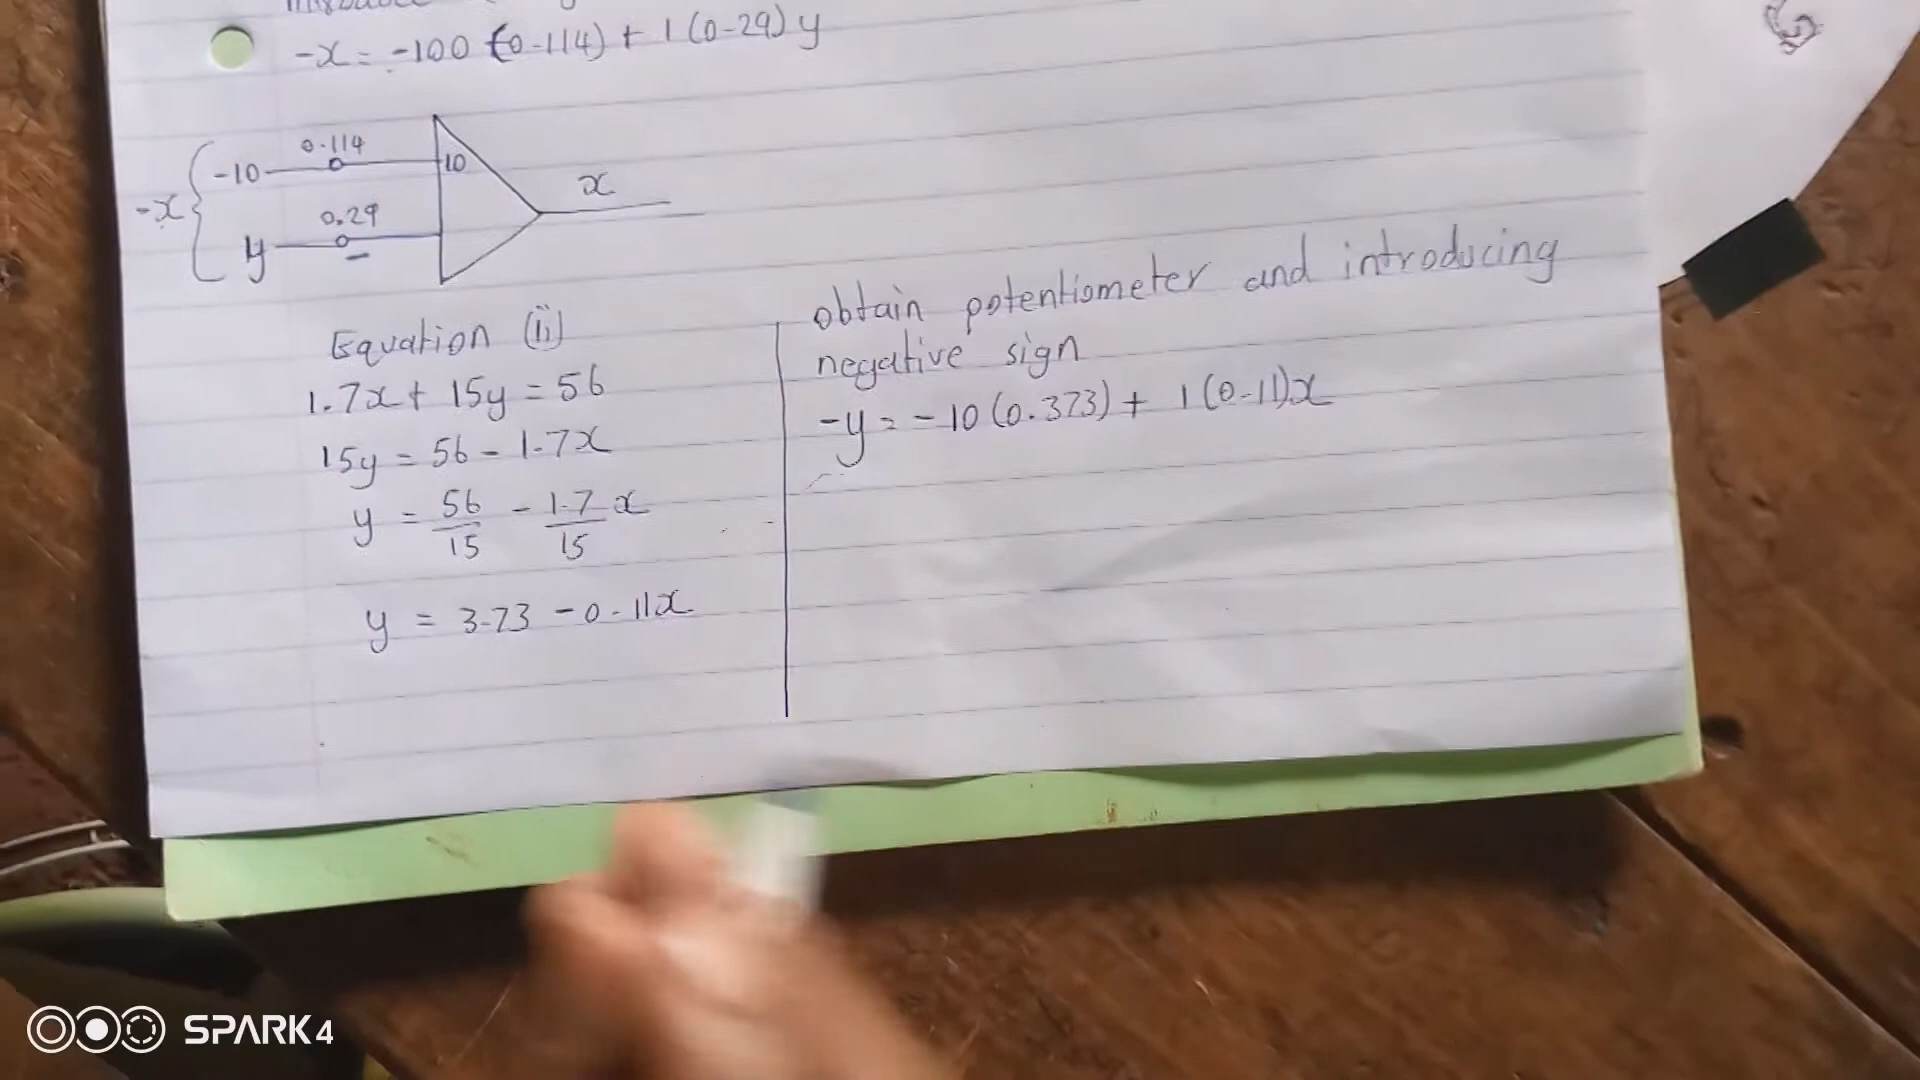 -x = -100 (0.114) + 1 (0.29) y
-10 0.114 10
-x x
y 0.29
Equation (ii)
1.7x + 15y = 56
15y = 56 - 1.7x
y = 56/15 - 1.7/15 x
y = 3.73 - 0.11x
obtain potentiometer and introducing
negative sign
-y = -10 (0.373) + 1 (0.11)x
SPARK 4